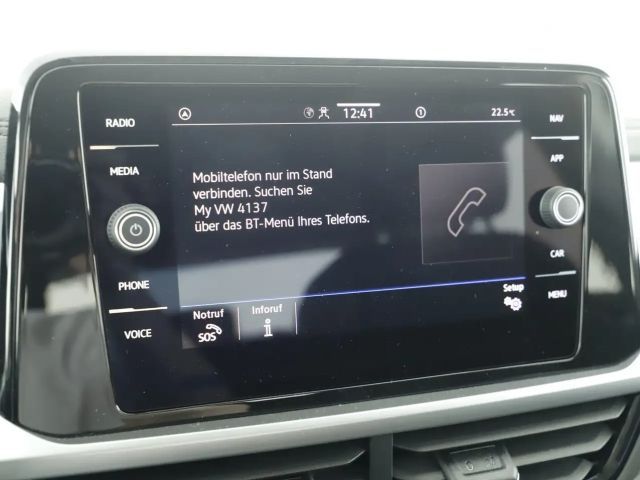 RADIO
MEDIA
PHONE
VOICE
12:41
22.5°C
Mobiltelefon nur im Stand
verbinden. Suchen Sie
My VW 4137
über das BT-Menü Ihres Telefons.
Setup
Notruf
SOS
Inforuf
i
NAV
APP
CAR
MENU